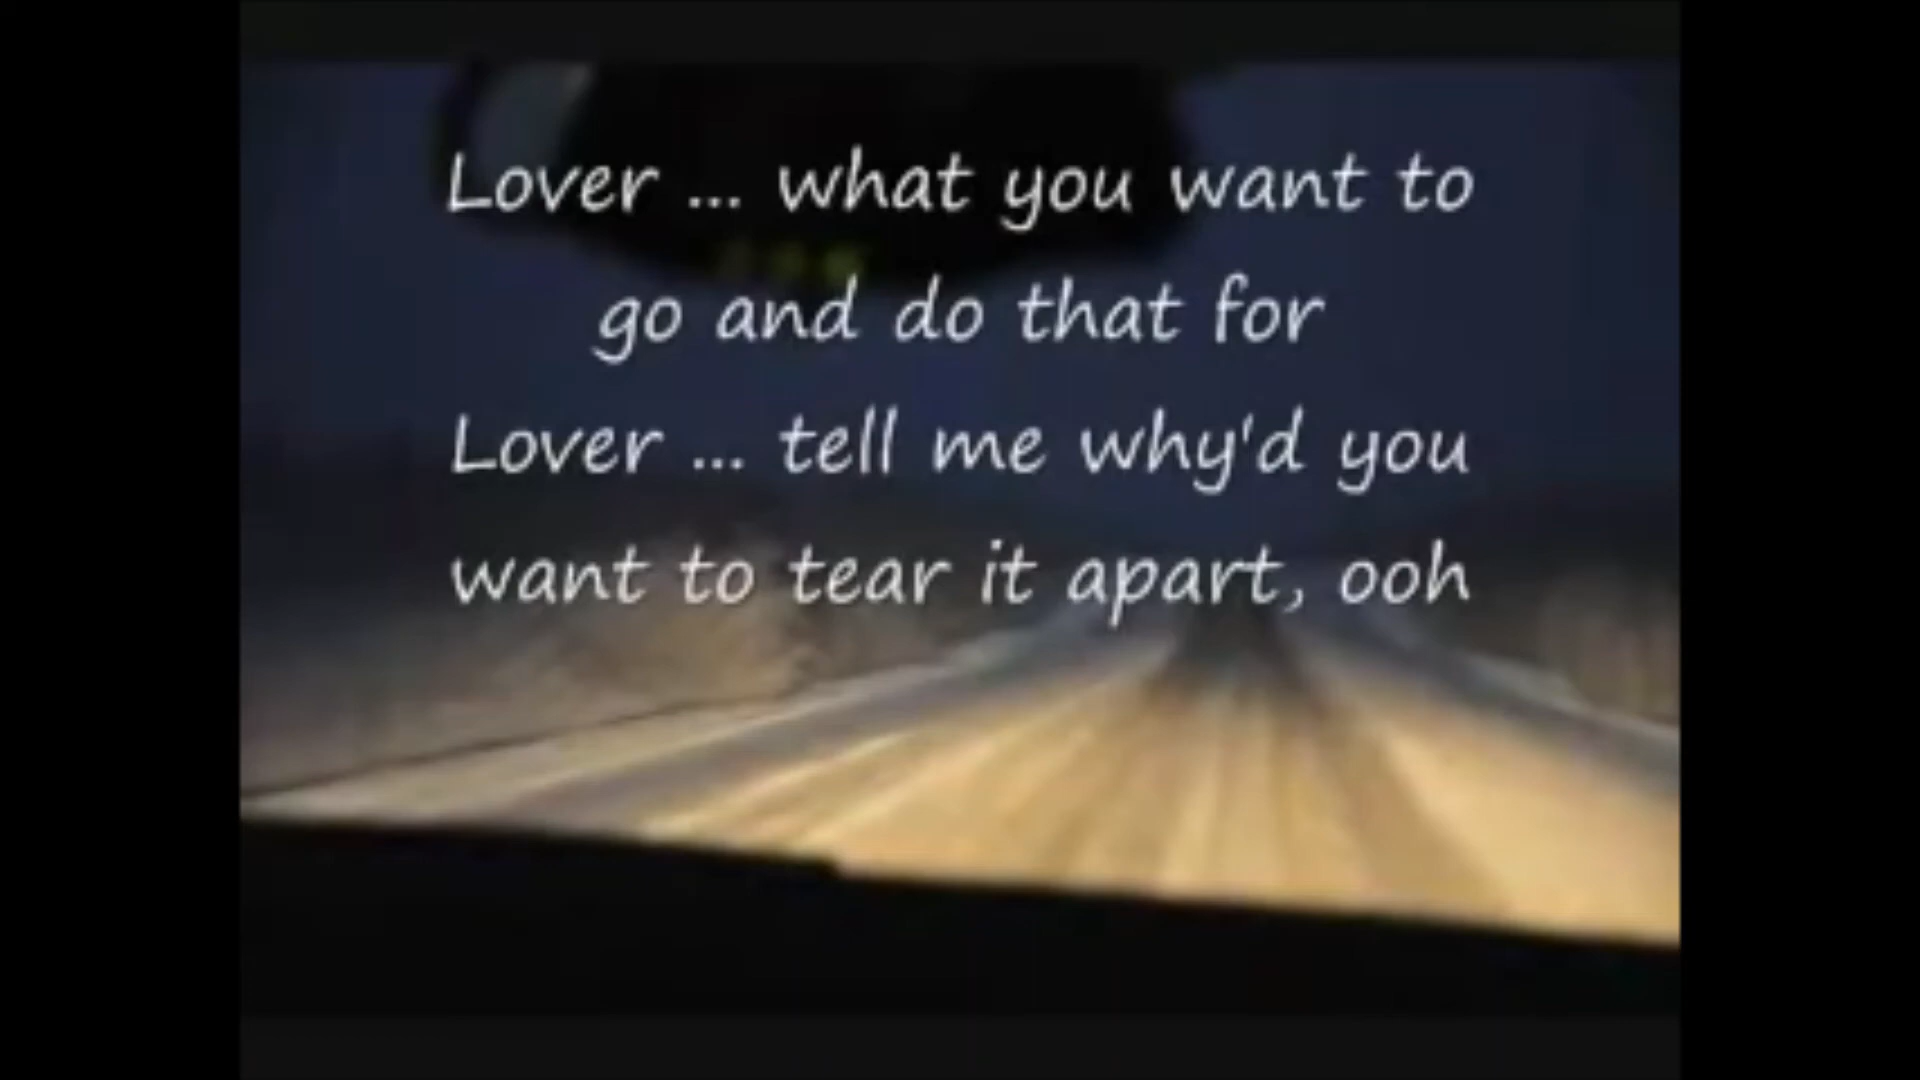 Lover ... what you want to
go and do that for
Lover ... tell me why'd you
want to tear it apart, ooh